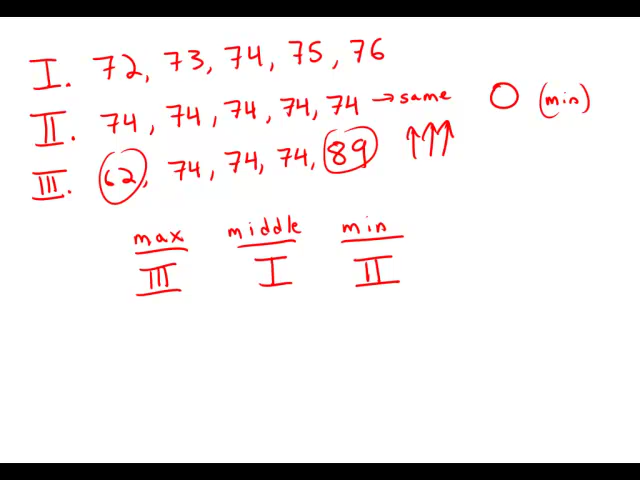 I. 72, 73, 74, 75, 76
II. 74, 74, 74, 74, 74 → same 0 (min)
III. 62, 74, 74, 74, 89 ↑↑↑
max middle min
III I II